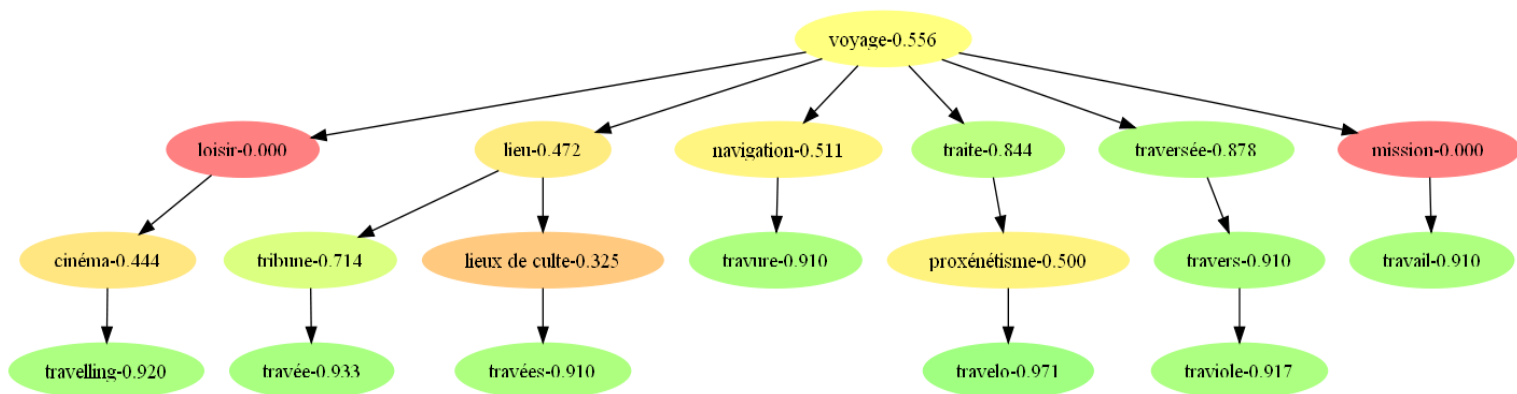 voyage-0.556
loisir-0.000
lieu-0.472
navigation-0.511
traite-0.844
traversée-0.878
mission-0.000
cinéma-0.444
tribune-0.714
lieux de culte-0.325
travure-0.910
proxénétisme-0.500
travers-0.910
travail-0.910
travelling-0.920
travée-0.933
travées-0.910
travelo-0.971
traviole-0.917